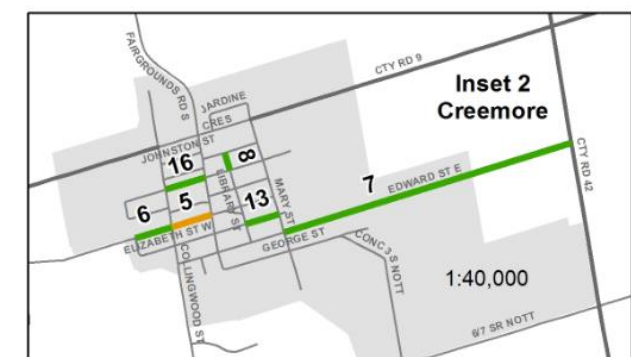 FAIRGROUNDS RD S
CTY RD 9
Inset 2
Creemore
JARDINE
CRES
JOHNSTON ST
16
8
CTY RD 42
LIBRARY ST
13
MARY ST
7
EDWARD ST E
6
5
ELIZABETH ST W
GEORGE ST
COLLINGWOOD ST
CONC 3 S NOTT
1:40,000
6/7 SR NOTT